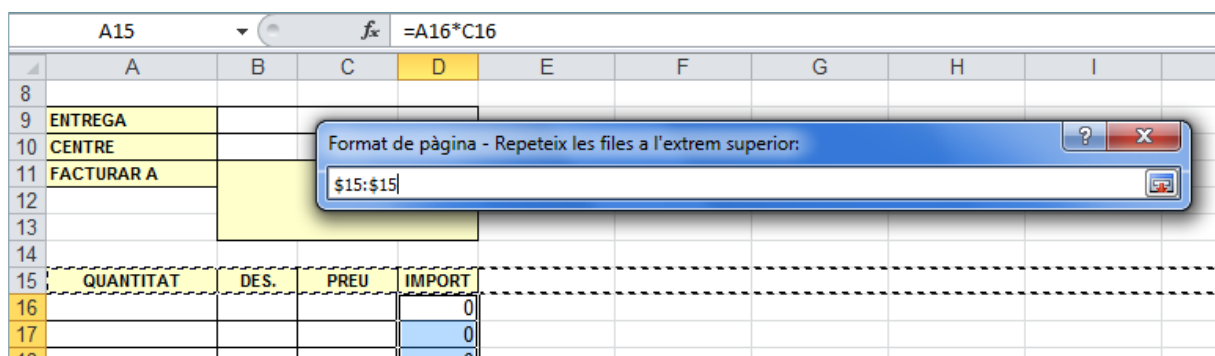 A15 fx =A16*C16
A B C D E F G H I
8
9 ENTREGA
10 CENTRE
Format de pàgina - Repeteix les files a l'extrem superior:
11 FACTURAR A
$15:$15
12
13
14
15 QUANTITAT DES. PREU IMPORT
16 0
17 0